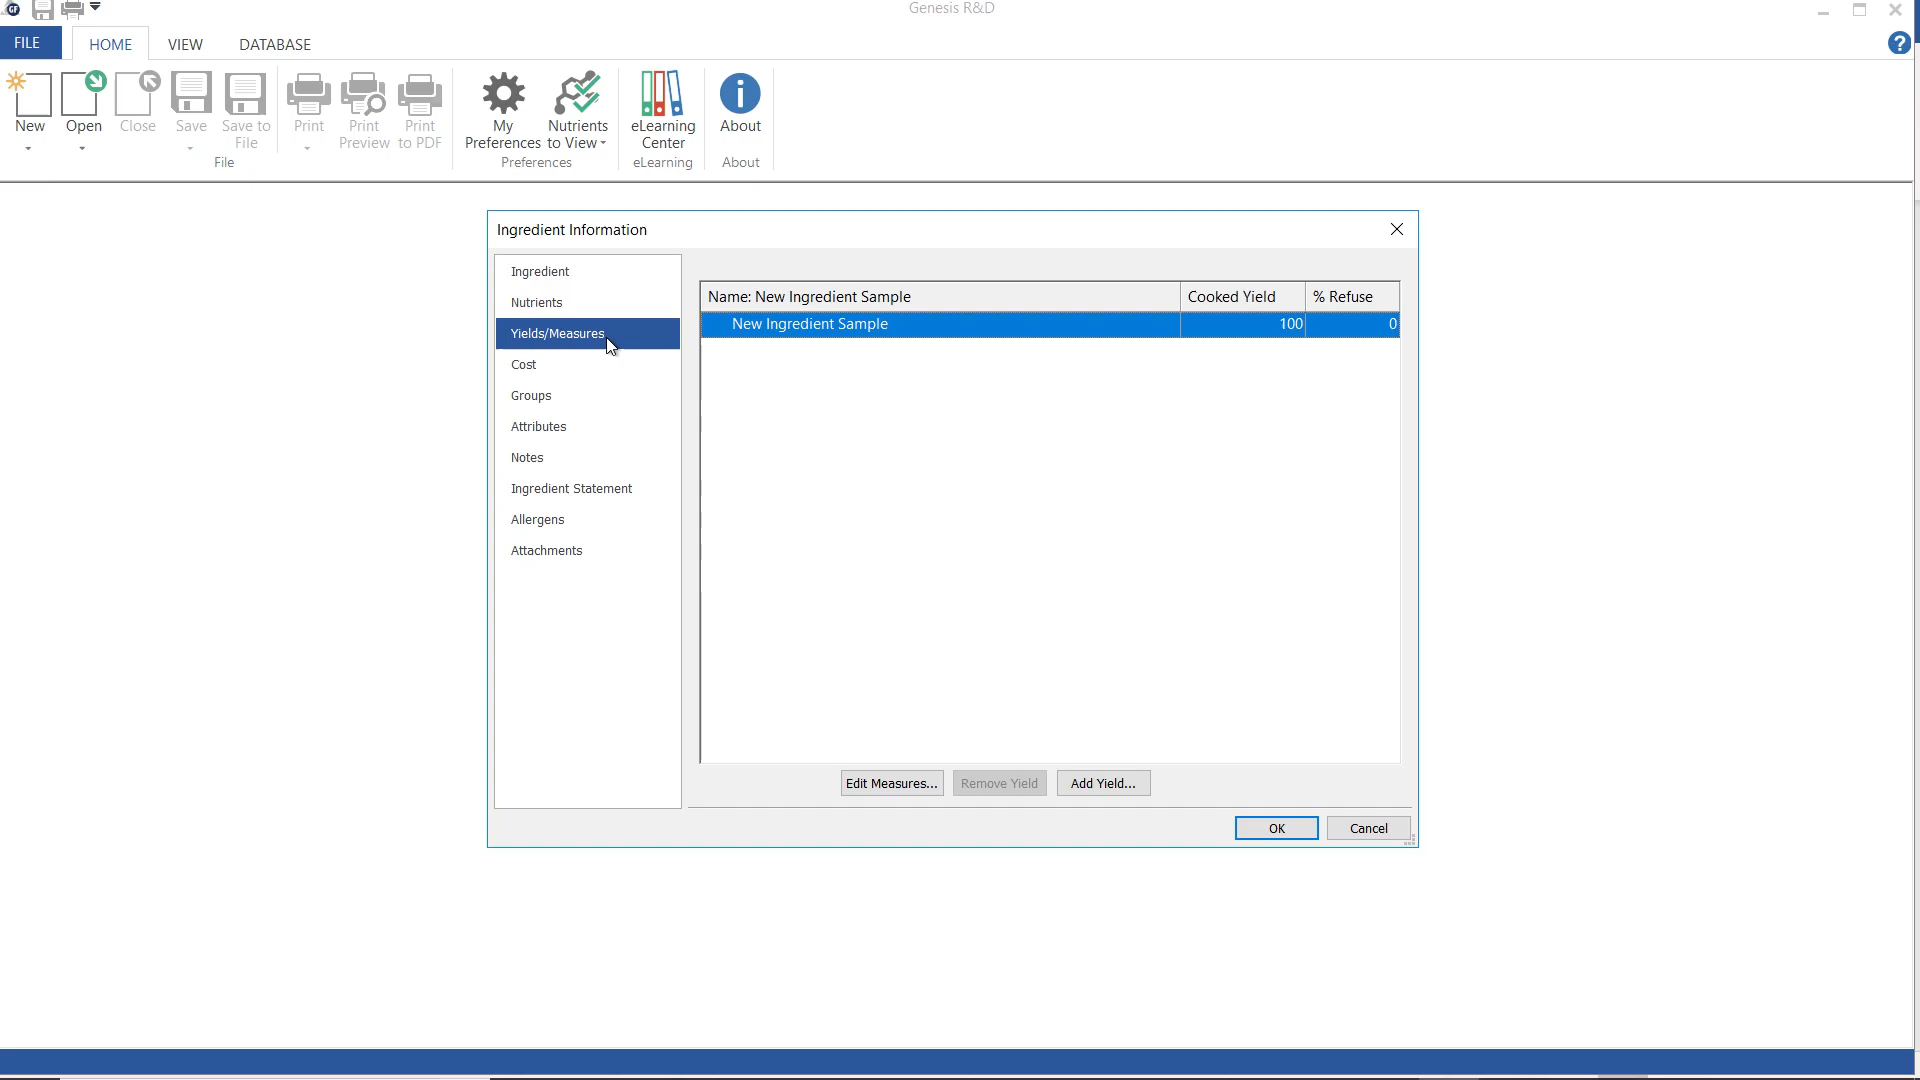 GF
Genesis R&D
FILE
HOME
VIEW
DATABASE
?
New
Open
Close
Save
Save to
File
Print
Print
Preview
Print
to PDF
My
Preferences
Nutrients
to View
eLearning
Center
About
File
Preferences
eLearning
About
Ingredient Information
Ingredient
Nutrients
Yields/Measures
Cost
Groups
Attributes
Notes
Ingredient Statement
Allergens
Attachments
Name: New Ingredient Sample
Cooked Yield
% Refuse
New Ingredient Sample
100
0
Edit Measures...
Remove Yield
Add Yield...
OK
Cancel